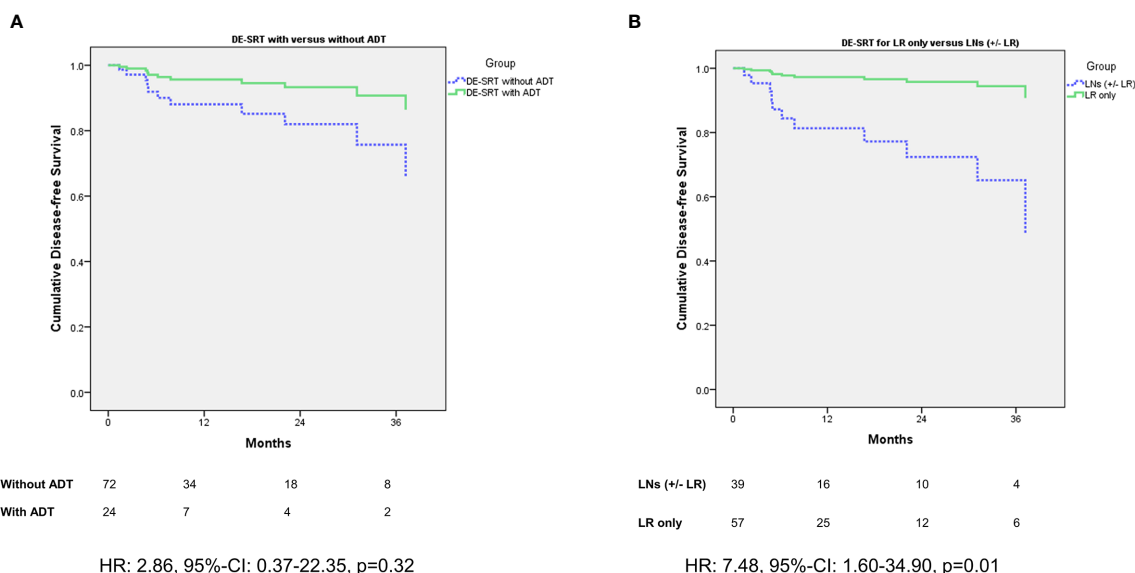 A
DE-SRT with versus without ADT
Group
DE-SRT without ADT
DE-SRT with ADT
Cumulative Disease-free Survival
1.0
0.8
0.6
0.4
0.2
0.0
0 12 24 36
Months
Without ADT 72 34 18 8
With ADT 24 7 4 2
HR: 2.86, 95%-CI: 0.37-22.35, p=0.32
B
DE-SRT for LR only versus LNs (+/- LR)
Group
LNs (+/- LR)
LR only
Cumulative Disease-free Survival
1.0
0.8
0.6
0.4
0.2
0.0
0 12 24 36
Months
LNs (+/- LR) 39 16 10 4
LR only 57 25 12 6
HR: 7.48, 95%-CI: 1.60-34.90, p=0.01